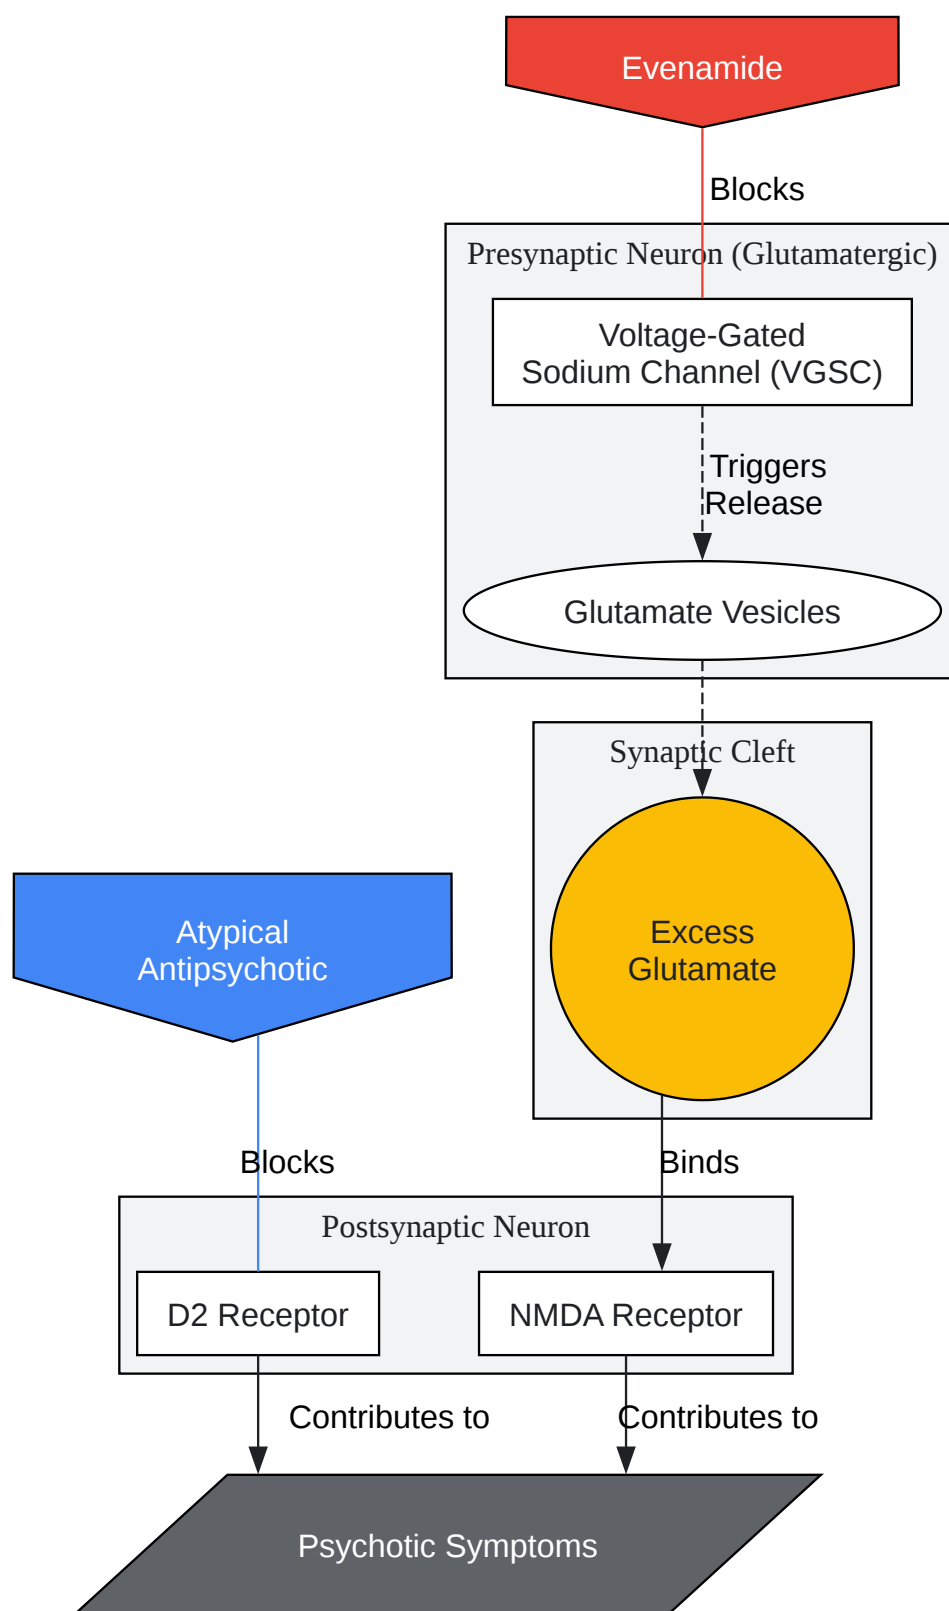 Evenamide
Blocks
Presynaptic Neuron (Glutamatergic)
Voltage-Gated
Sodium Channel (VGSC)
Triggers
Release
Glutamate Vesicles
Synaptic Cleft
Excess
Glutamate
Atypical
Antipsychotic
Blocks
Binds
Postsynaptic Neuron
D2 Receptor
NMDA Receptor
Contributes to
Contributes to
Psychotic Symptoms